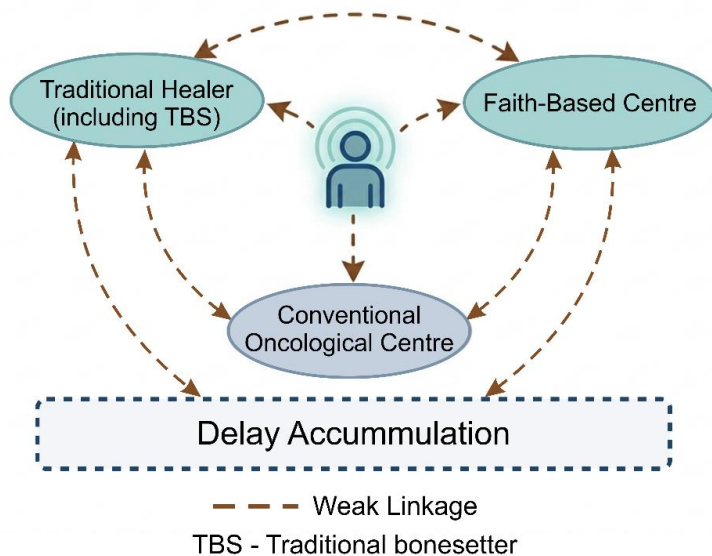 Traditional Healer
(including TBS)
Faith-Based Centre
Conventional
Oncological Centre
Delay Accummulation
Weak Linkage
TBS - Traditional bonesetter